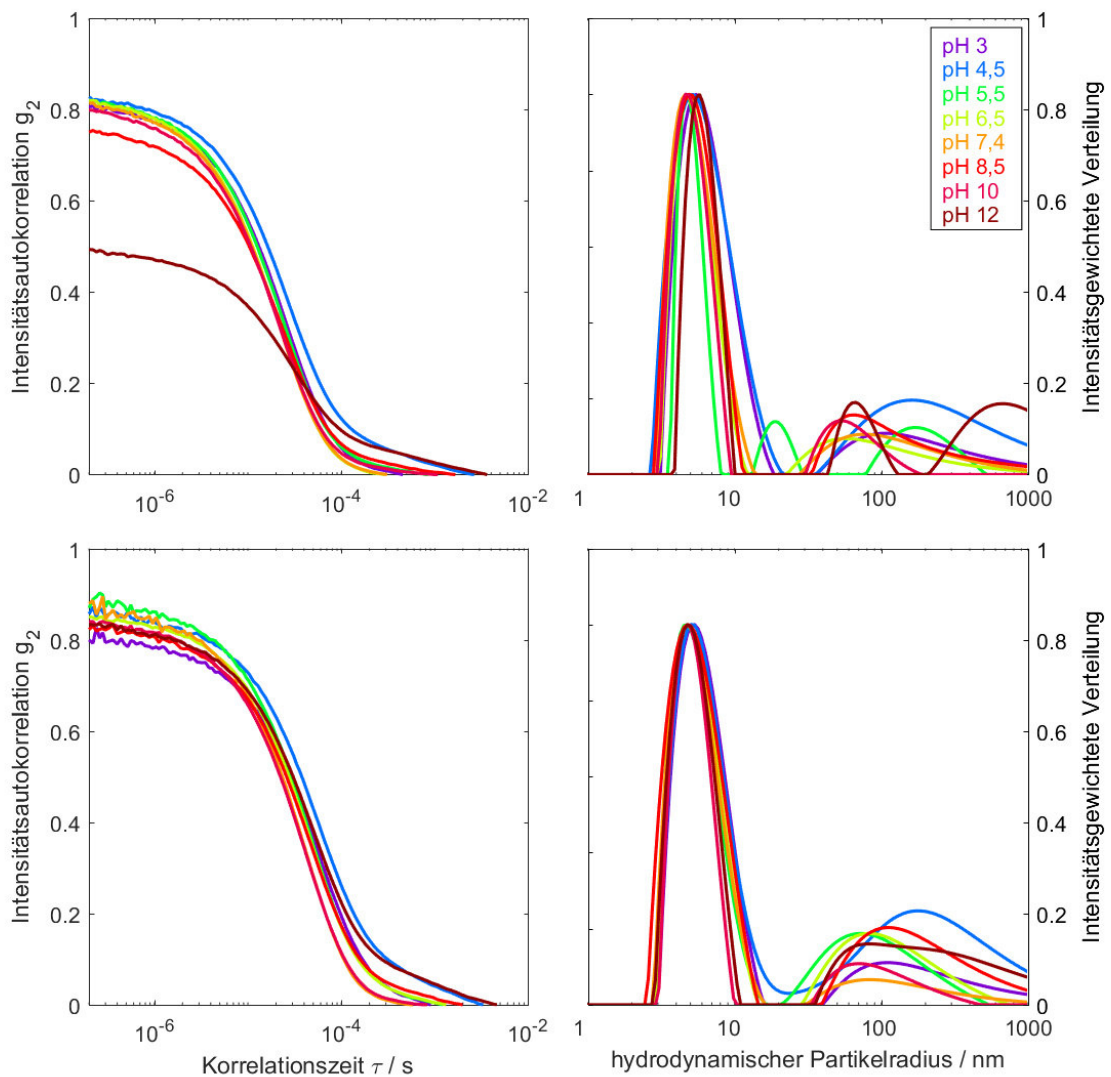 Intensitätsautokorrelation g2
1
0.8
0.6
0.4
0.2
0
10-6
10-4
10-2
1
10
100
1000
1
0.8
0.6
0.4
0.2
0
Intensitätsgewichtete Verteilung
pH 3
pH 4,5
pH 5,5
pH 6,5
pH 7,4
pH 8,5
pH 10
pH 12
Intensitätsautokorrelation g2
1
0.8
0.6
0.4
0.2
0
10-6
10-4
10-2
Korrelationszeit τ / s
1
10
100
1000
hydrodynamischer Partikelradius / nm
1
0.8
0.6
0.4
0.2
0
Intensitätsgewichtete Verteilung